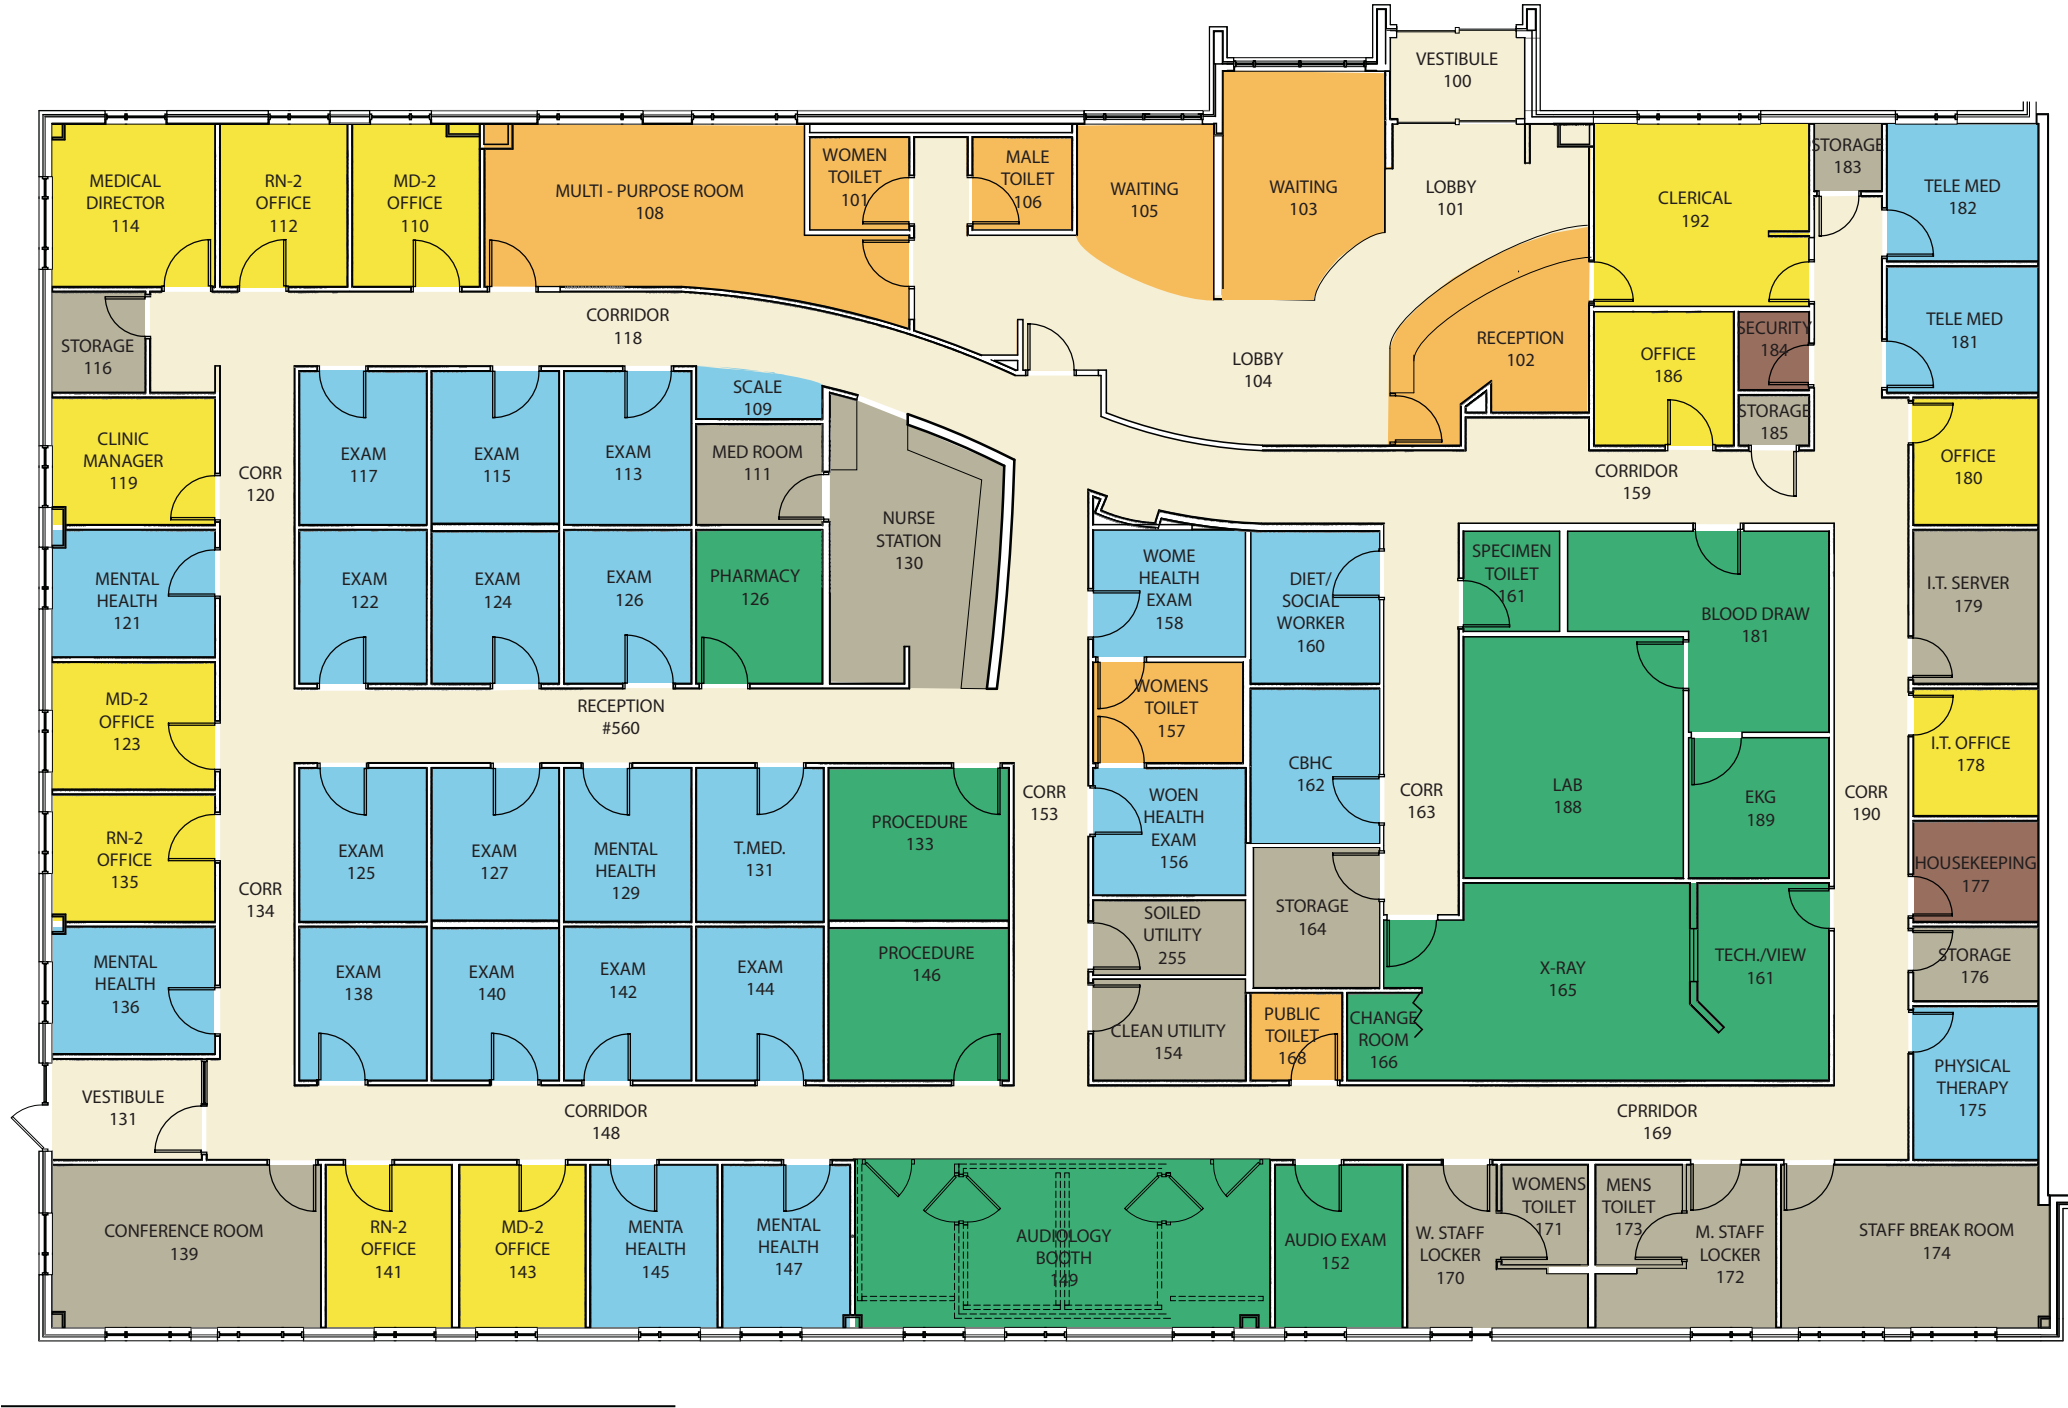 VESTIBULE
100
MEDICAL
DIRECTOR
114
RN-2
OFFICE
112
MD-2
OFFICE
110
MULTI - PURPOSE ROOM
108
WOMEN
TOILET
101
MALE
TOILET
106
WAITING
105
WAITING
103
LOBBY
101
CLERICAL
192
STORAGE
183
TELE MED
182
STORAGE
116
CORRIDOR
118
LOBBY
104
RECEPTION
102
OFFICE
186
SECURITY
184
TELE MED
181
STORAGE
185
CLINIC
MANAGER
119
CORR
120
EXAM
117
EXAM
115
EXAM
113
SCALE
109
MED ROOM
111
NURSE
STATION
130
CORRIDOR
159
OFFICE
180
MENTAL
HEALTH
121
EXAM
122
EXAM
124
EXAM
126
PHARMACY
126
WOME
HEALTH
EXAM
158
DIET/
SOCIAL
WORKER
160
SPECIMEN
TOILET
161
BLOOD DRAW
181
I.T. SERVER
179
MD-2
OFFICE
123
RECEPTION
#560
WOMENS
TOILET
157
CBHC
162
I.T. OFFICE
178
RN-2
OFFICE
135
CORR
134
EXAM
125
EXAM
127
MENTAL
HEALTH
129
T.MED.
131
PROCEDURE
133
CORR
153
WOEN
HEALTH
EXAM
156
CORR
163
LAB
188
EKG
189
CORR
190
HOUSEKEEPING
177
MENTAL
HEALTH
136
EXAM
138
EXAM
140
EXAM
142
EXAM
144
PROCEDURE
146
SOILED
UTILITY
255
STORAGE
164
X-RAY
165
TECH./VIEW
161
STORAGE
176
CLEAN UTILITY
154
PUBLIC
TOILET
168
CHANGE
ROOM
166
PHYSICAL
THERAPY
175
VESTIBULE
131
CORRIDOR
148
CPRRIDOR
169
CONFERENCE ROOM
139
RN-2
OFFICE
141
MD-2
OFFICE
143
MENTA
HEALTH
145
MENTAL
HEALTH
147
AUDIOLOGY
BOOTH
149
AUDIO EXAM
152
W. STAFF
LOCKER
170
WOMENS
TOILET
171
MENS
TOILET
173
M. STAFF
LOCKER
172
STAFF BREAK ROOM
174